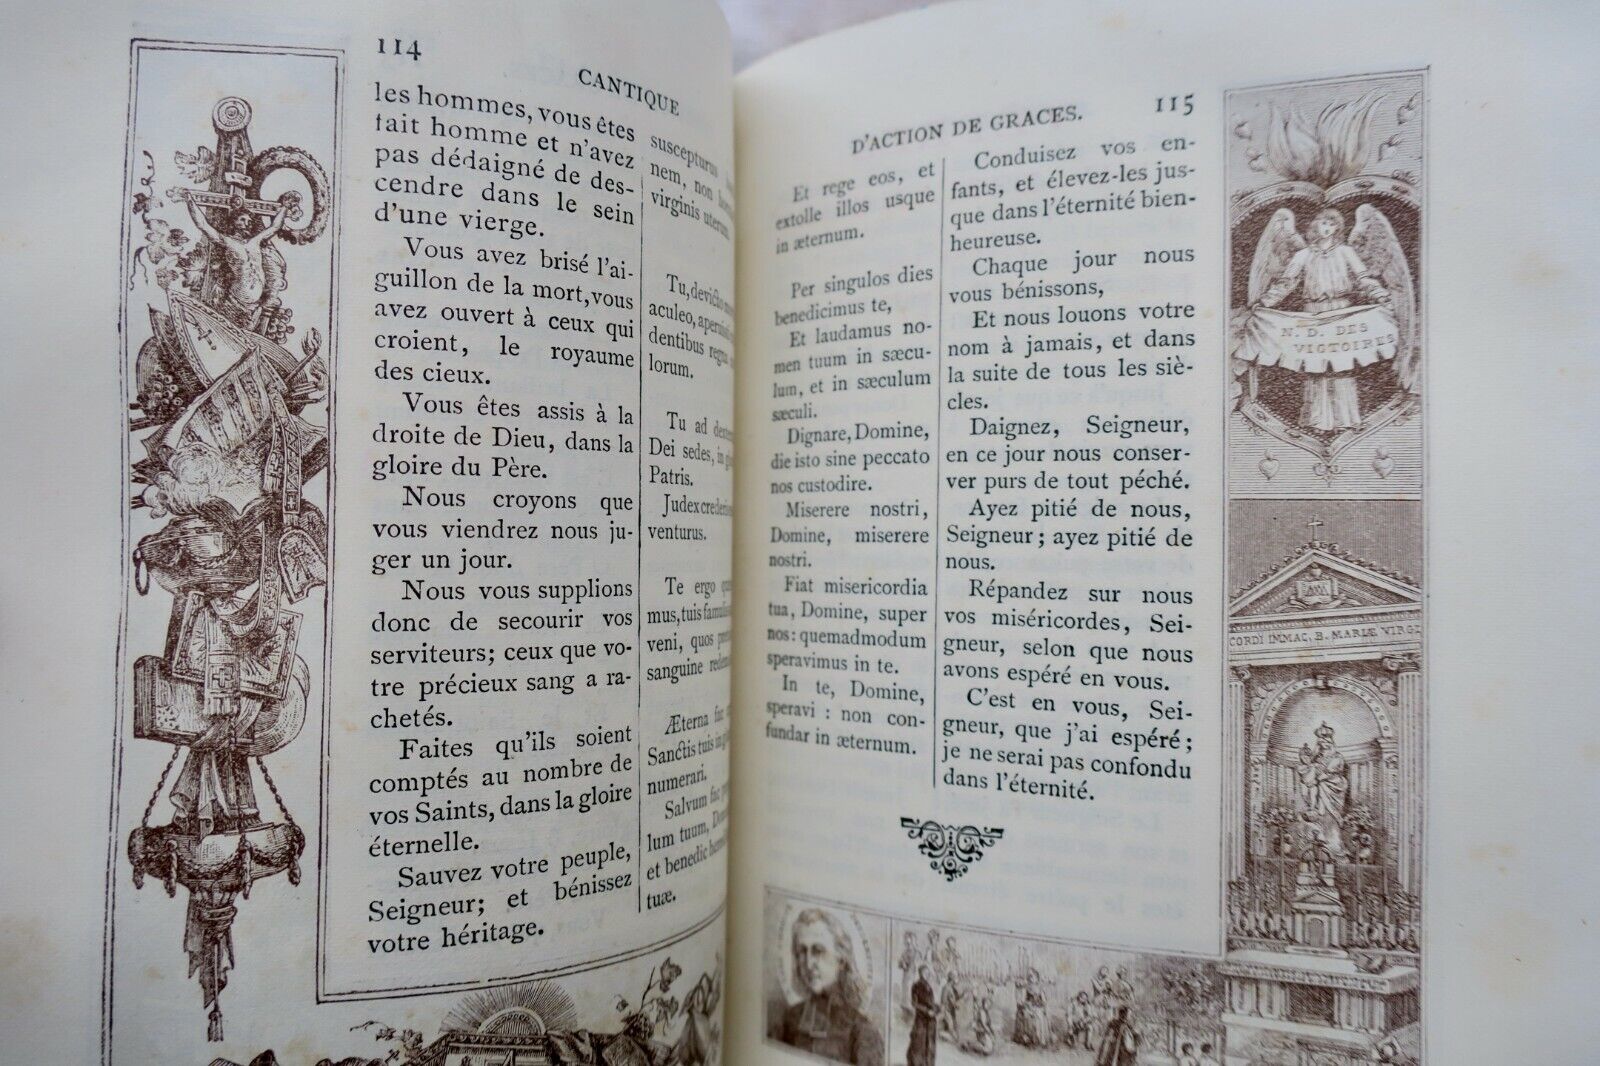 114
CANTIQUE
les hommes, vous êtes
fait homme et n'avez
pas dédaigné de des-
cendre dans le sein
d'une vierge.
Vous avez brisé l'ai-
guillon de la mort, vous
avez ouvert à ceux qui
croient, le royaume
des cieux.
Vous êtes assis à la
droite de Dieu, dans la
gloire du Père.
Nous croyons que
vous viendrez nous ju-
ger un jour.
Nous vous supplions
donc de secourir vos
serviteurs; ceux que vo-
tre précieux sang a ra-
chetés.
Faites qu'ils soient
comptés au nombre de
vos Saints, dans la gloire
éternelle.
Sauvez votre peuple,
Seigneur; et bénissez
votre héritage.
suscepturus
nem, non
virginis uterum.
Tu, devicto
aculeo, aperuisti
dentibus regna
lorum.
Tu ad
Dei sedes, in
Patris.
Judex crederis
venturus.
Te ergo
mus, tuis
veni, quos
sanguine
Æterna fac
Sanctis tuis in
numerari.
Salvum fac
lum tuum,
et benedic
tuæ.
D'ACTION DE GRACES.
115
Et rege eos, et
extolle illos usque
in æternum.
Per singulos dies
benedicimus te,
Et laudamus no-
men tuum in sæcu-
lum, et in sæculum
sæculi.
Dignare, Domine,
die isto sine peccato
nos custodire.
Miserere nostri,
Domine, miserere
nostri.
Fiat misericordia
tua, Domine, super
nos: quemadmodum
speravimus in te.
In te, Domine,
speravi : non con-
fundar in æternum.
Conduisez vos en-
fants, et élevez-les jus-
que dans l'éternité bien-
heureuse.
Chaque jour nous
vous bénissons,
Et nous louons votre
nom à jamais, et dans
la suite de tous les siè-
cles.
Daignez, Seigneur,
en ce jour nous conser-
ver purs de tout péché.
Ayez pitié de nous,
Seigneur; ayez pitié de
nous.
Répandez sur nous
vos miséricordes, Sei-
gneur, selon que nous
avons espéré en vous.
C'est en vous, Sei-
gneur, que j'ai espéré;
je ne serai pas confondu
dans l'éternité.
N. D. DES
VICTOIRES
CORDI IMMAC. B. MARIÆ VIRG